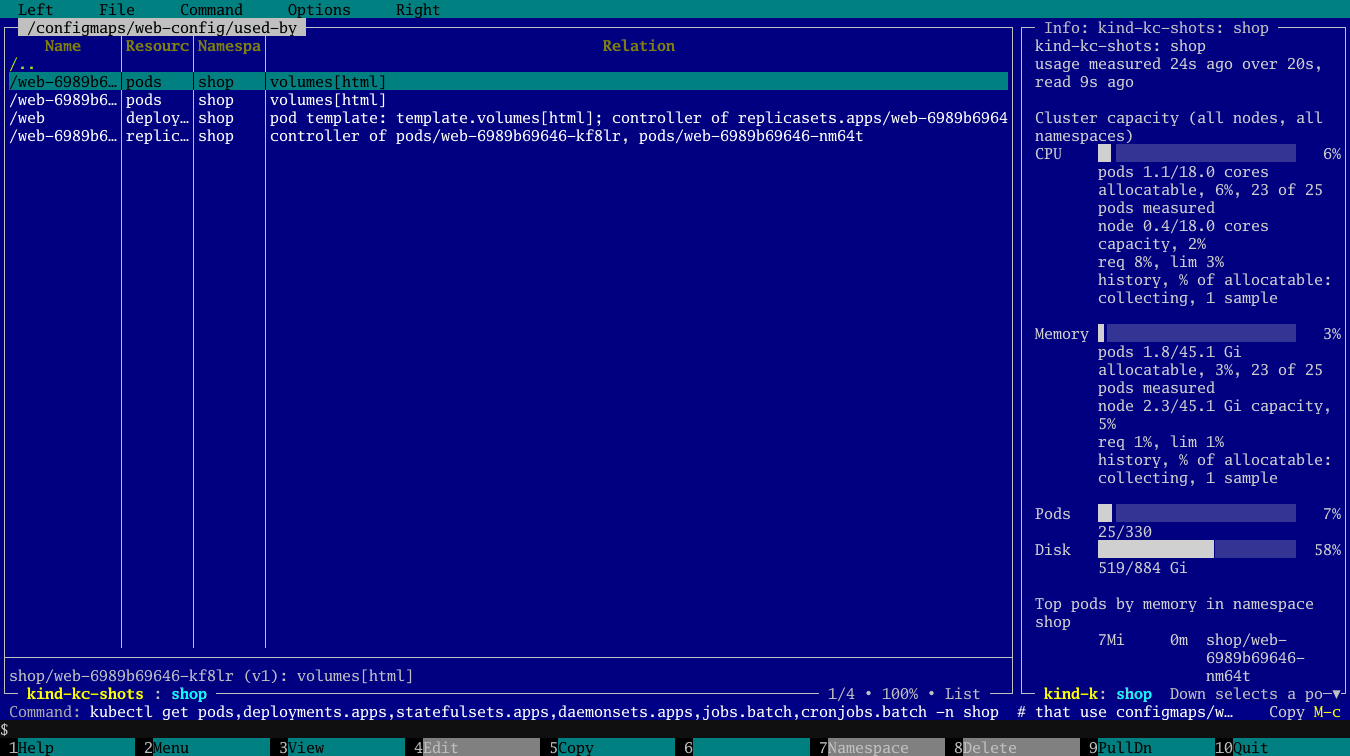 Left File Command Options Right
/configmaps/web-config/used-by
Name Resourc Namespa Relation
/..
/web-6989b6… pods shop volumes[html]
/web-6989b6… pods shop volumes[html]
/web deploy… shop pod template: template.volumes[html]; controller of replicasets.apps/web-6989b6964
/web-6989b6… replic… shop controller of pods/web-6989b69646-kf8lr, pods/web-6989b69646-nm64t
shop/web-6989b69646-kf8lr (v1): volumes[html]
kind-kc-shots : shop 1/4 • 100% • List
Info: kind-kc-shots: shop
kind-kc-shots: shop
usage measured 24s ago over 20s,
read 9s ago
Cluster capacity (all nodes, all
namespaces)
CPU 6%
pods 1.1/18.0 cores
allocatable, 6%, 23 of 25
pods measured
node 0.4/18.0 cores
capacity, 2%
req 8%, lim 3%
history, % of allocatable:
collecting, 1 sample
Memory 3%
pods 1.8/45.1 Gi
allocatable, 3%, 23 of 25
pods measured
node 2.3/45.1 Gi capacity,
5%
req 1%, lim 1%
history, % of allocatable:
collecting, 1 sample
Pods 7%
25/330
Disk 58%
519/884 Gi
Top pods by memory in namespace
shop
7Mi 0m shop/web-
6989b69646-
nm64t
kind-k: shop Down selects a po ▼
Command: kubectl get pods,deployments.apps,statefulsets.apps,daemonsets.apps,jobs.batch,cronjobs.batch -n shop # that use configmaps/w… Copy M-c
$
1Help 2Menu 3View 4Edit 5Copy 6 7Namespace 8Delete 9PullDn 10Quit